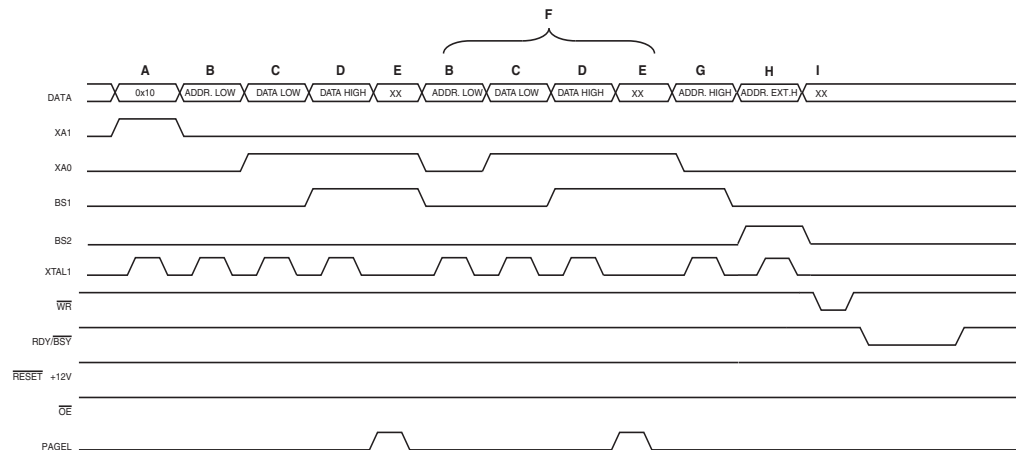 F
A B C D E B C D E G H I
DATA 0x10 ADDR. LOW DATA LOW DATA HIGH XX ADDR. LOW DATA LOW DATA HIGH XX ADDR. HIGH ADDR. EXT.H XX
XA1
XA0
BS1
BS2
XTAL1
WR
RDY/BSY
RESET +12V
OE
PAGEL